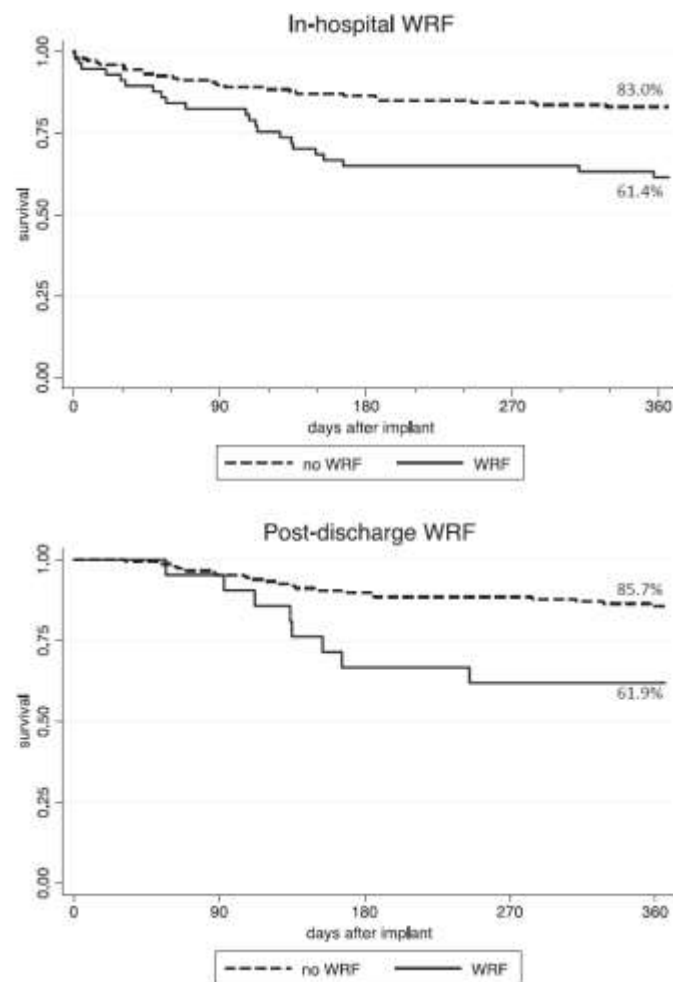 In-hospital WRF
1.00
83.0%
0.75
survival
0.50
61.4%
0.25
0.00
0 90 180 270 360
days after implant
no WRF WRF
Post-discharge WRF
1.00
85.7%
0.75
survival
0.50
61.9%
0.25
0.00
0 90 180 270 360
days after implant
no WRF WRF